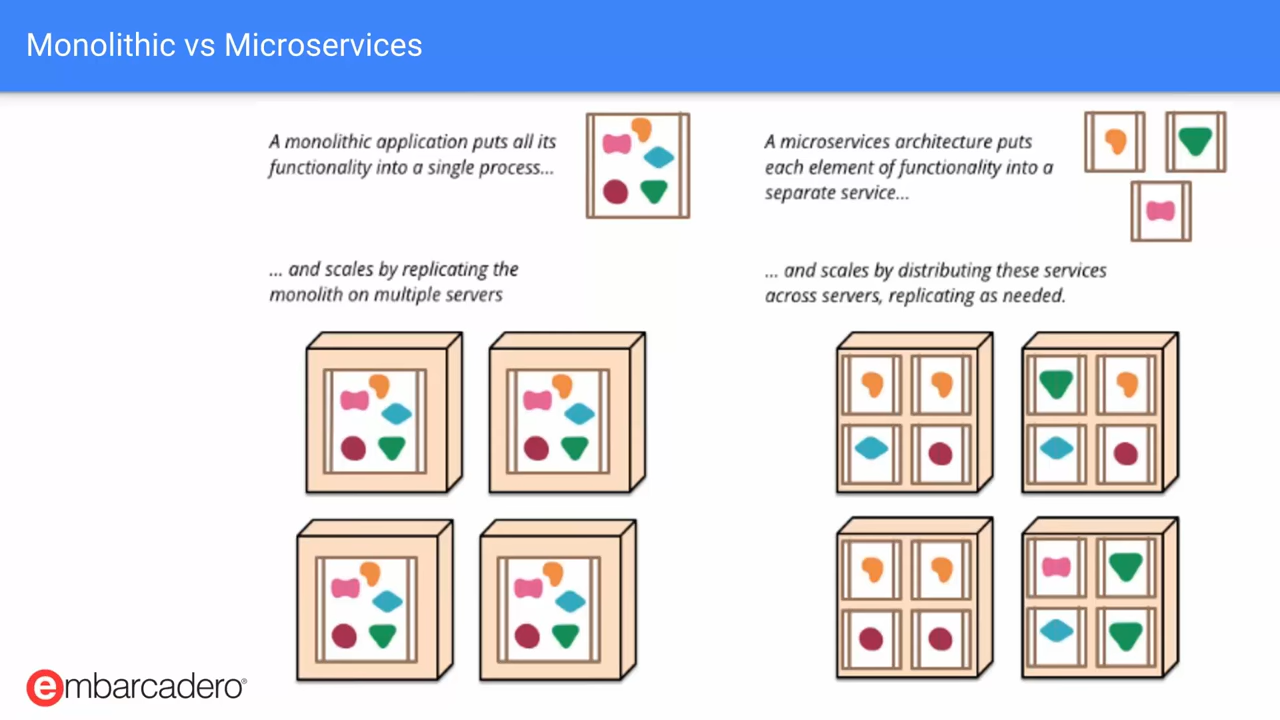 Monolithic vs Microservices
A monolithic application puts all its
functionality into a single process...
... and scales by replicating the
monolith on multiple servers
A microservices architecture puts
each element of functionality into a
separate service...
... and scales by distributing these services
across servers, replicating as needed.
embarcadero®